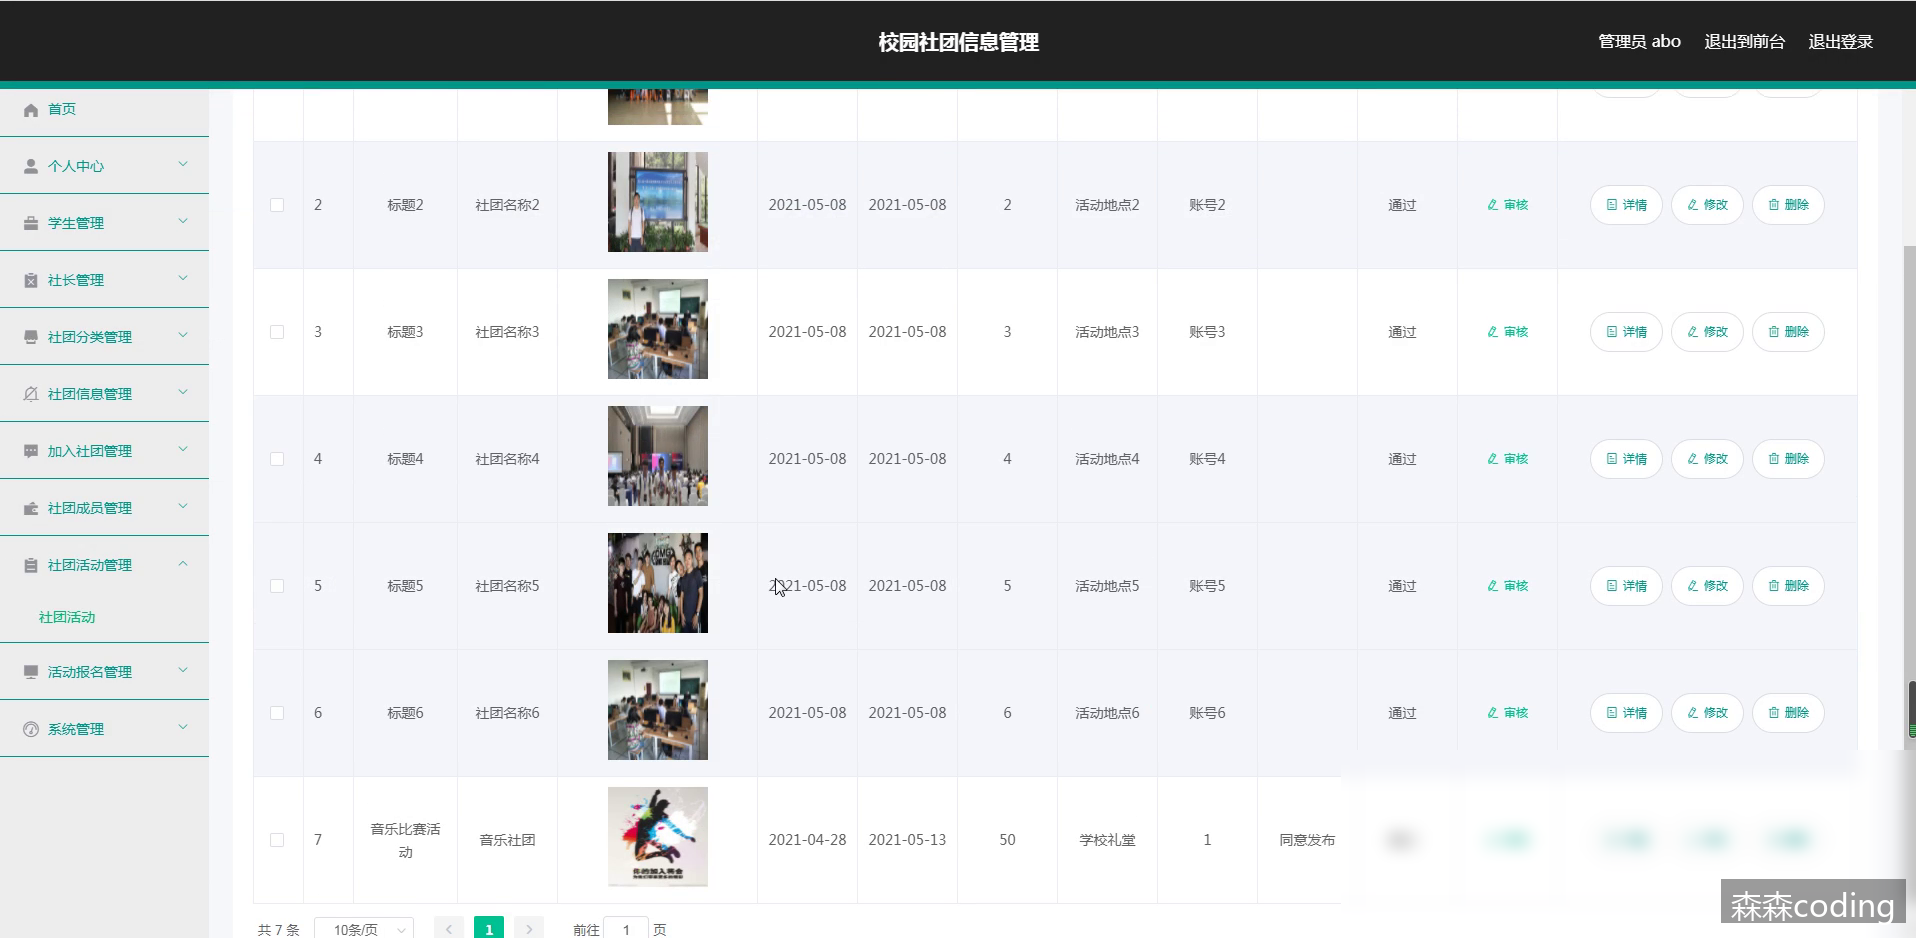 校园社团信息管理
管理员 abo 退出到前台 退出登录
首页
个人中心
学生管理
社长管理
社团分类管理
社团信息管理
加入社团管理
社团成员管理
社团活动管理
社团活动
活动报名管理
系统管理
2 标题2 社团名称2 2021-05-08 2021-05-08 2 活动地点2 账号2 通过 审核 详情 修改 删除
3 标题3 社团名称3 2021-05-08 2021-05-08 3 活动地点3 账号3 通过 审核 详情 修改 删除
4 标题4 社团名称4 2021-05-08 2021-05-08 4 活动地点4 账号4 通过 审核 详情 修改 删除
5 标题5 社团名称5 2021-05-08 2021-05-08 5 活动地点5 账号5 通过 审核 详情 修改 删除
6 标题6 社团名称6 2021-05-08 2021-05-08 6 活动地点6 账号6 通过 审核 详情 修改 删除
7 音乐比赛活
动 音乐社团 2021-04-28 2021-05-13 50 学校礼堂 1 同意发布
共 7 条 10条/页 1 前往 1 页
森森coding